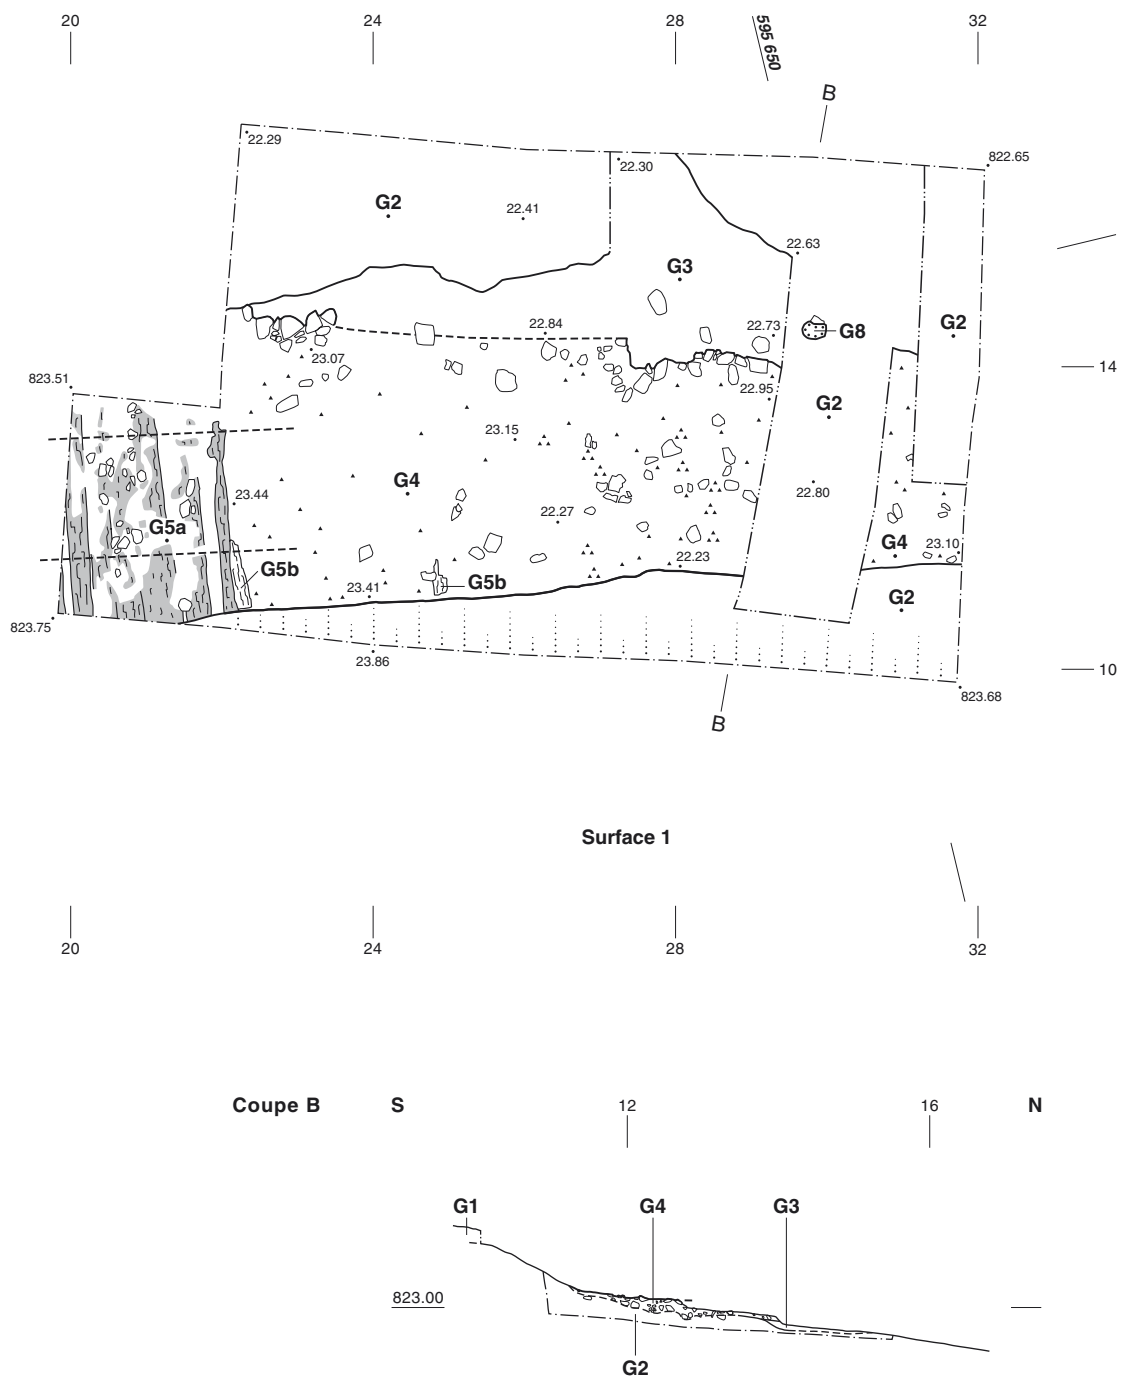 20 24 28 32
595 650
B
22.29 22.30 822.65
G2 22.41
22.63
G3
22.84 22.73 G8 G2
23.07
14
823.51
22.95
G2
23.15
G4 22.80
23.44
22.27
G5a
G4 23.10
22.23
G5b
G5b
23.41
G2
823.75
23.86
10
823.68
B
Surface 1
20 24 28 32
Coupe B S 12 16 N
G1 G4 G3
823.00
G2